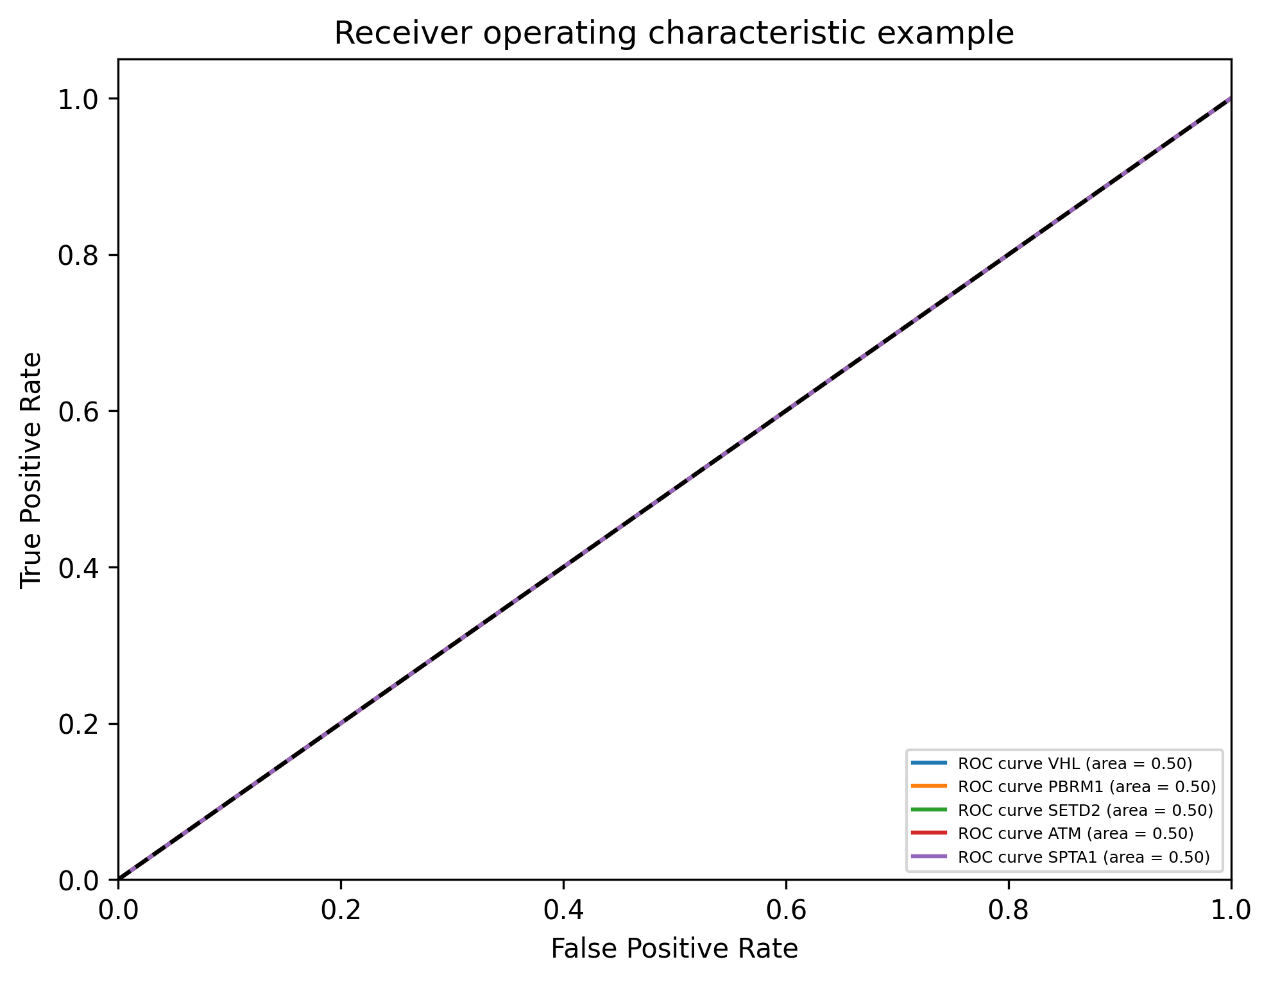 Receiver operating characteristic example
1.0
0.8
0.6
0.4
0.2
0.0
True Positive Rate
ROC curve VHL (area = 0.50)
ROC curve PBRM1 (area = 0.50)
ROC curve SETD2 (area = 0.50)
ROC curve ATM (area = 0.50)
ROC curve SPTA1 (area = 0.50)
0.0 0.2 0.4 0.6 0.8 1.0
False Positive Rate